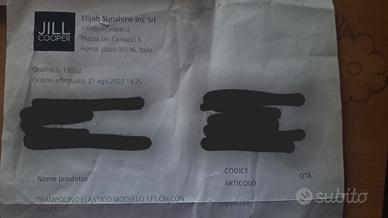 JILL
COOPER
Elijah Sunshine Inc Srl
info@jillcooper.it
Piazza dei Carracci 3
Roma, Lazio 00196, Italia
Ordine n. 13552
Ordine effettuato: 21 ago 2022 14:25
Nome prodotto
CODICE
ARTICOLO
QTÀ
TRAMPOLINO ELASTICO MODELLO 111 CM CON
subito